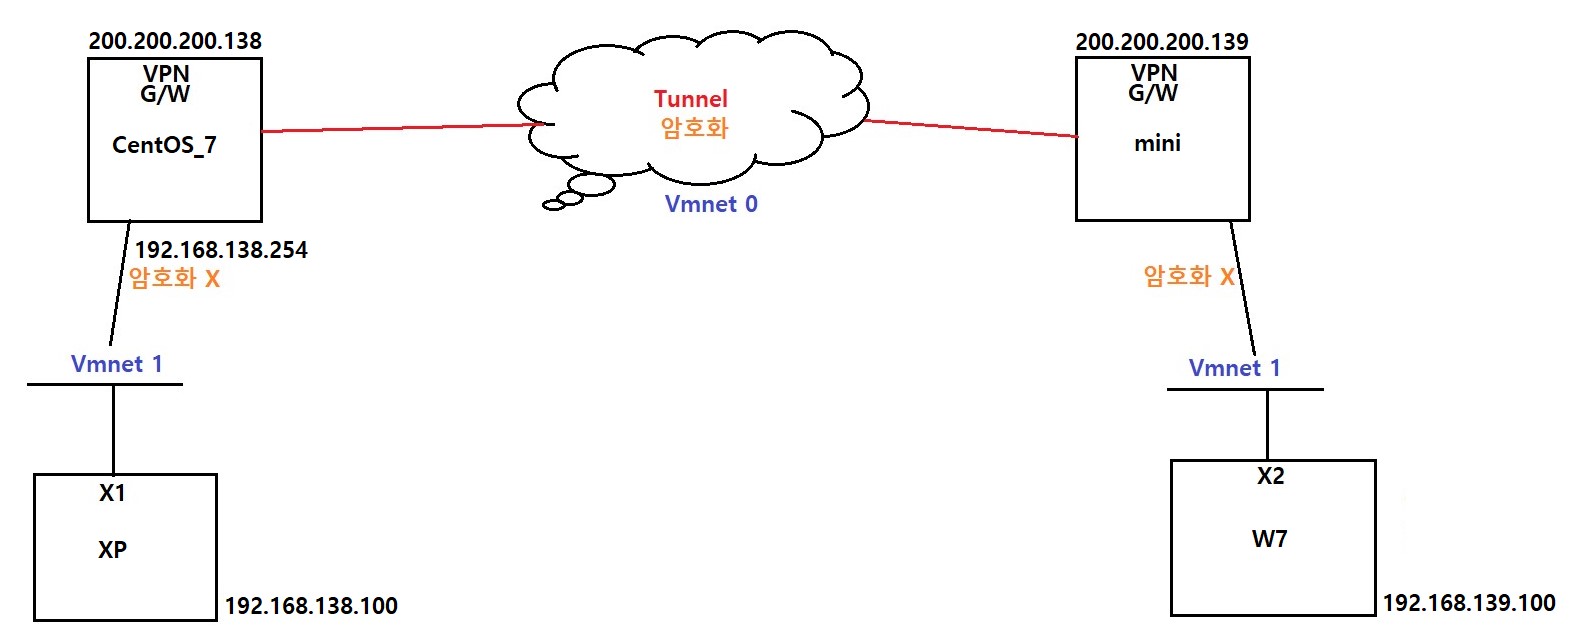 200.200.200.138
VPN
G/W
CentOS_7
192.168.138.254
암호화 X
Vmnet 1
X1
XP
192.168.138.100
Tunnel
암호화
Vmnet 0
200.200.200.139
VPN
G/W
mini
암호화 X
Vmnet 1
X2
W7
192.168.139.100